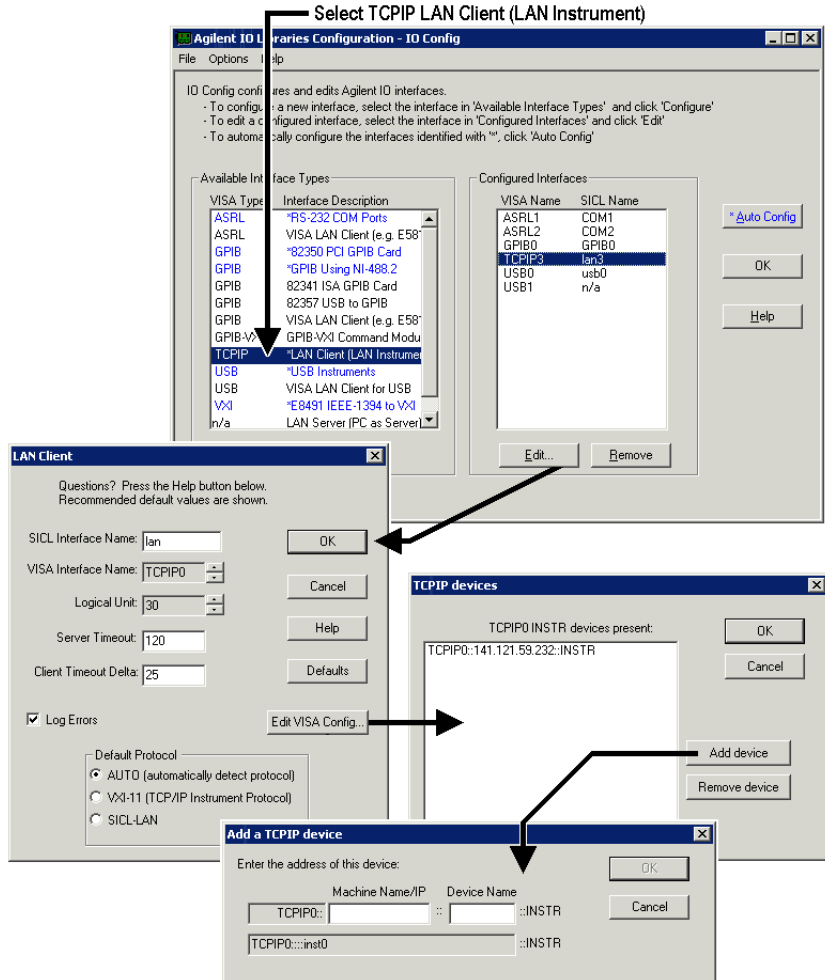 Select TCPIP LAN Client (LAN Instrument)
Agilent IO Libraries Configuration - IO Config
File Options Help
IO Config configures and edits Agilent IO interfaces.
- To configure a new interface, select the interface in 'Available Interface Types' and click 'Configure'
- To edit a configured interface, select the interface in 'Configured Interfaces' and click 'Edit'
- To automatically configure the interfaces identified with '*', click 'Auto Config'
Available Interface Types
VISA Type Interface Description
ASRL *RS-232 COM Ports
ASRL VISA LAN Client (e.g. E581
GPIB *82350 PCI GPIB Card
GPIB *GPIB Using NI-488.2
GPIB 82341 ISA GPIB Card
GPIB 82357 USB to GPIB
GPIB VISA LAN Client (e.g. E581
GPIB-VXI GPIB-VXI Command Modu
TCPIP *LAN Client (LAN Instrumen
USB *USB Instruments
USB VISA LAN Client for USB
VXI *E8491 IEEE-1394 to VXI
n/a LAN Server (PC as Server)
Configured Interfaces
VISA Name SICL Name
ASRL1 COM1
ASRL2 COM2
GPIB0 GPIB0
TCPIP3 lan3
USB0 usb0
USB1 n/a
Edit... Remove
* Auto Config
OK
Help
LAN Client
Questions? Press the Help button below.
Recommended default values are shown.
SICL Interface Name: lan
VISA Interface Name: TCPIP0
Logical Unit: 30
Server Timeout: 120
Client Timeout Delta: 25
OK
Cancel
Help
Defaults
Log Errors
Edit VISA Config...
Default Protocol
AUTO (automatically detect protocol)
VXI-11 (TCP/IP Instrument Protocol)
SICL-LAN
TCPIP devices
TCPIP0 INSTR devices present:
TCPIP0::141.121.59.232::INSTR
OK
Cancel
Add device
Remove device
Add a TCPIP device
Enter the address of this device:
Machine Name/IP Device Name
TCPIP0:: :: ::INSTR
TCPIP0::::inst0 ::INSTR
OK
Cancel